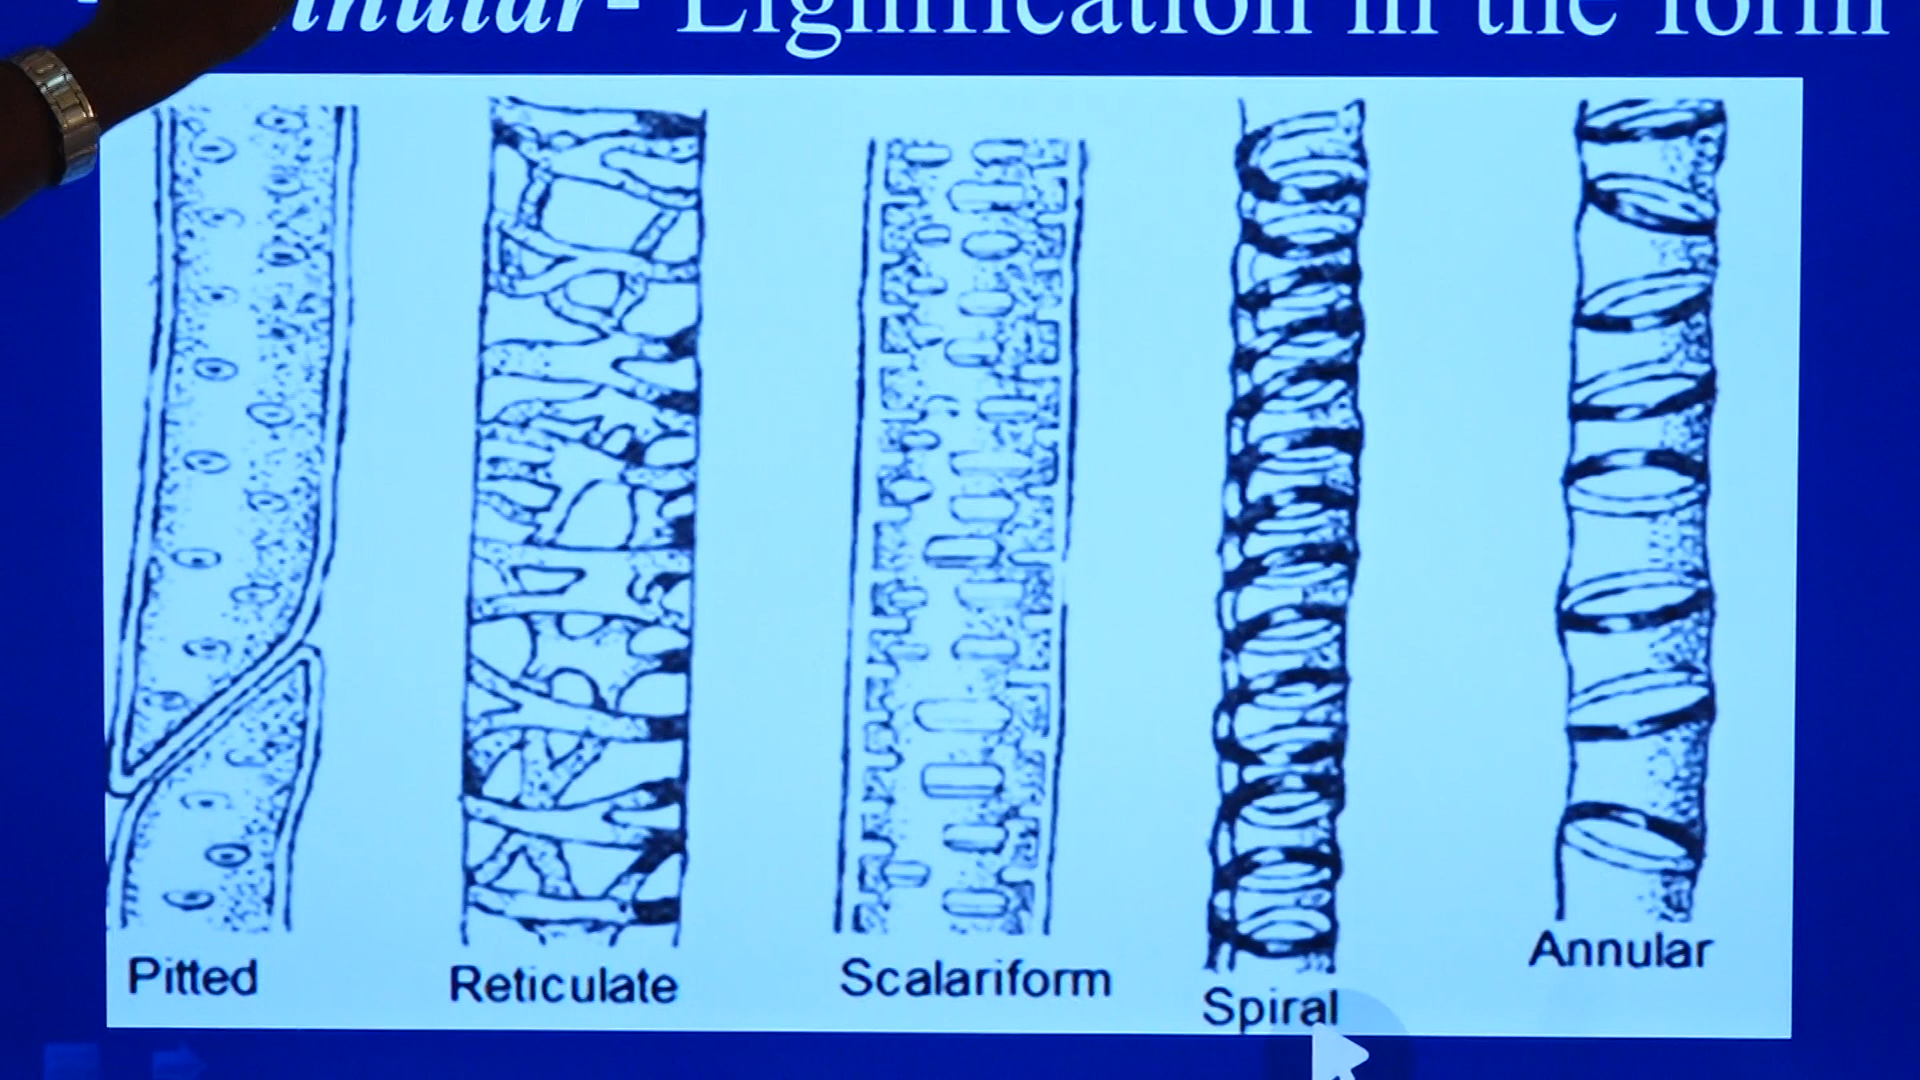 - Lignification in the form
Pitted
Reticulate
Scalariform
Spiral
Annular